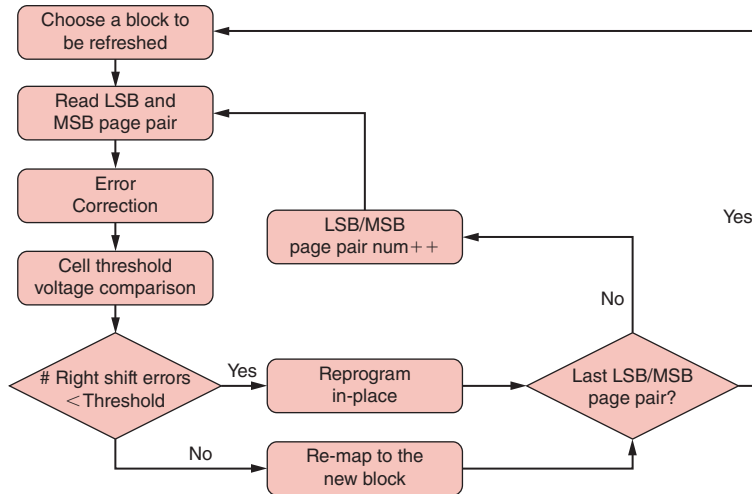 Choose a block to
be refreshed
Read LSB and
MSB page pair
Error
Correction
LSB/MSB
page pair num++
Yes
Cell threshold
voltage comparison
No
# Right shift errors
<Threshold
Yes
Reprogram
in-place
Last LSB/MSB
page pair?
No
Re-map to the
new block